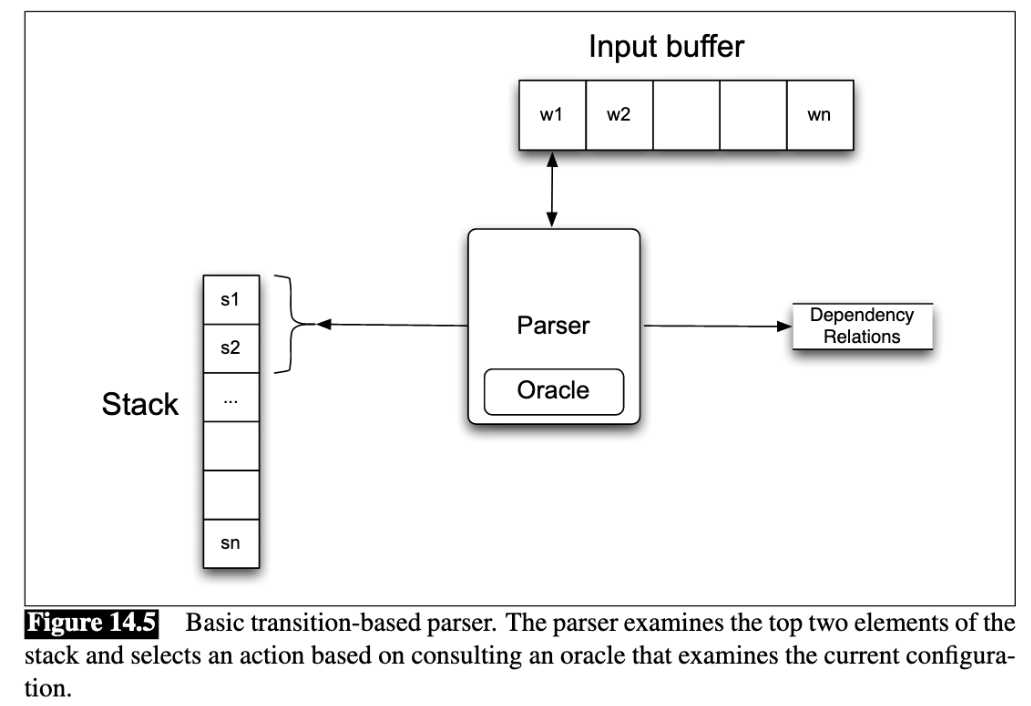 Input buffer
w1 w2 wn
s1
s2
...
sn
Stack
Parser
Oracle
Dependency
Relations
Figure 14.5 Basic transition-based parser. The parser examines the top two elements of the
stack and selects an action based on consulting an oracle that examines the current configura-
tion.